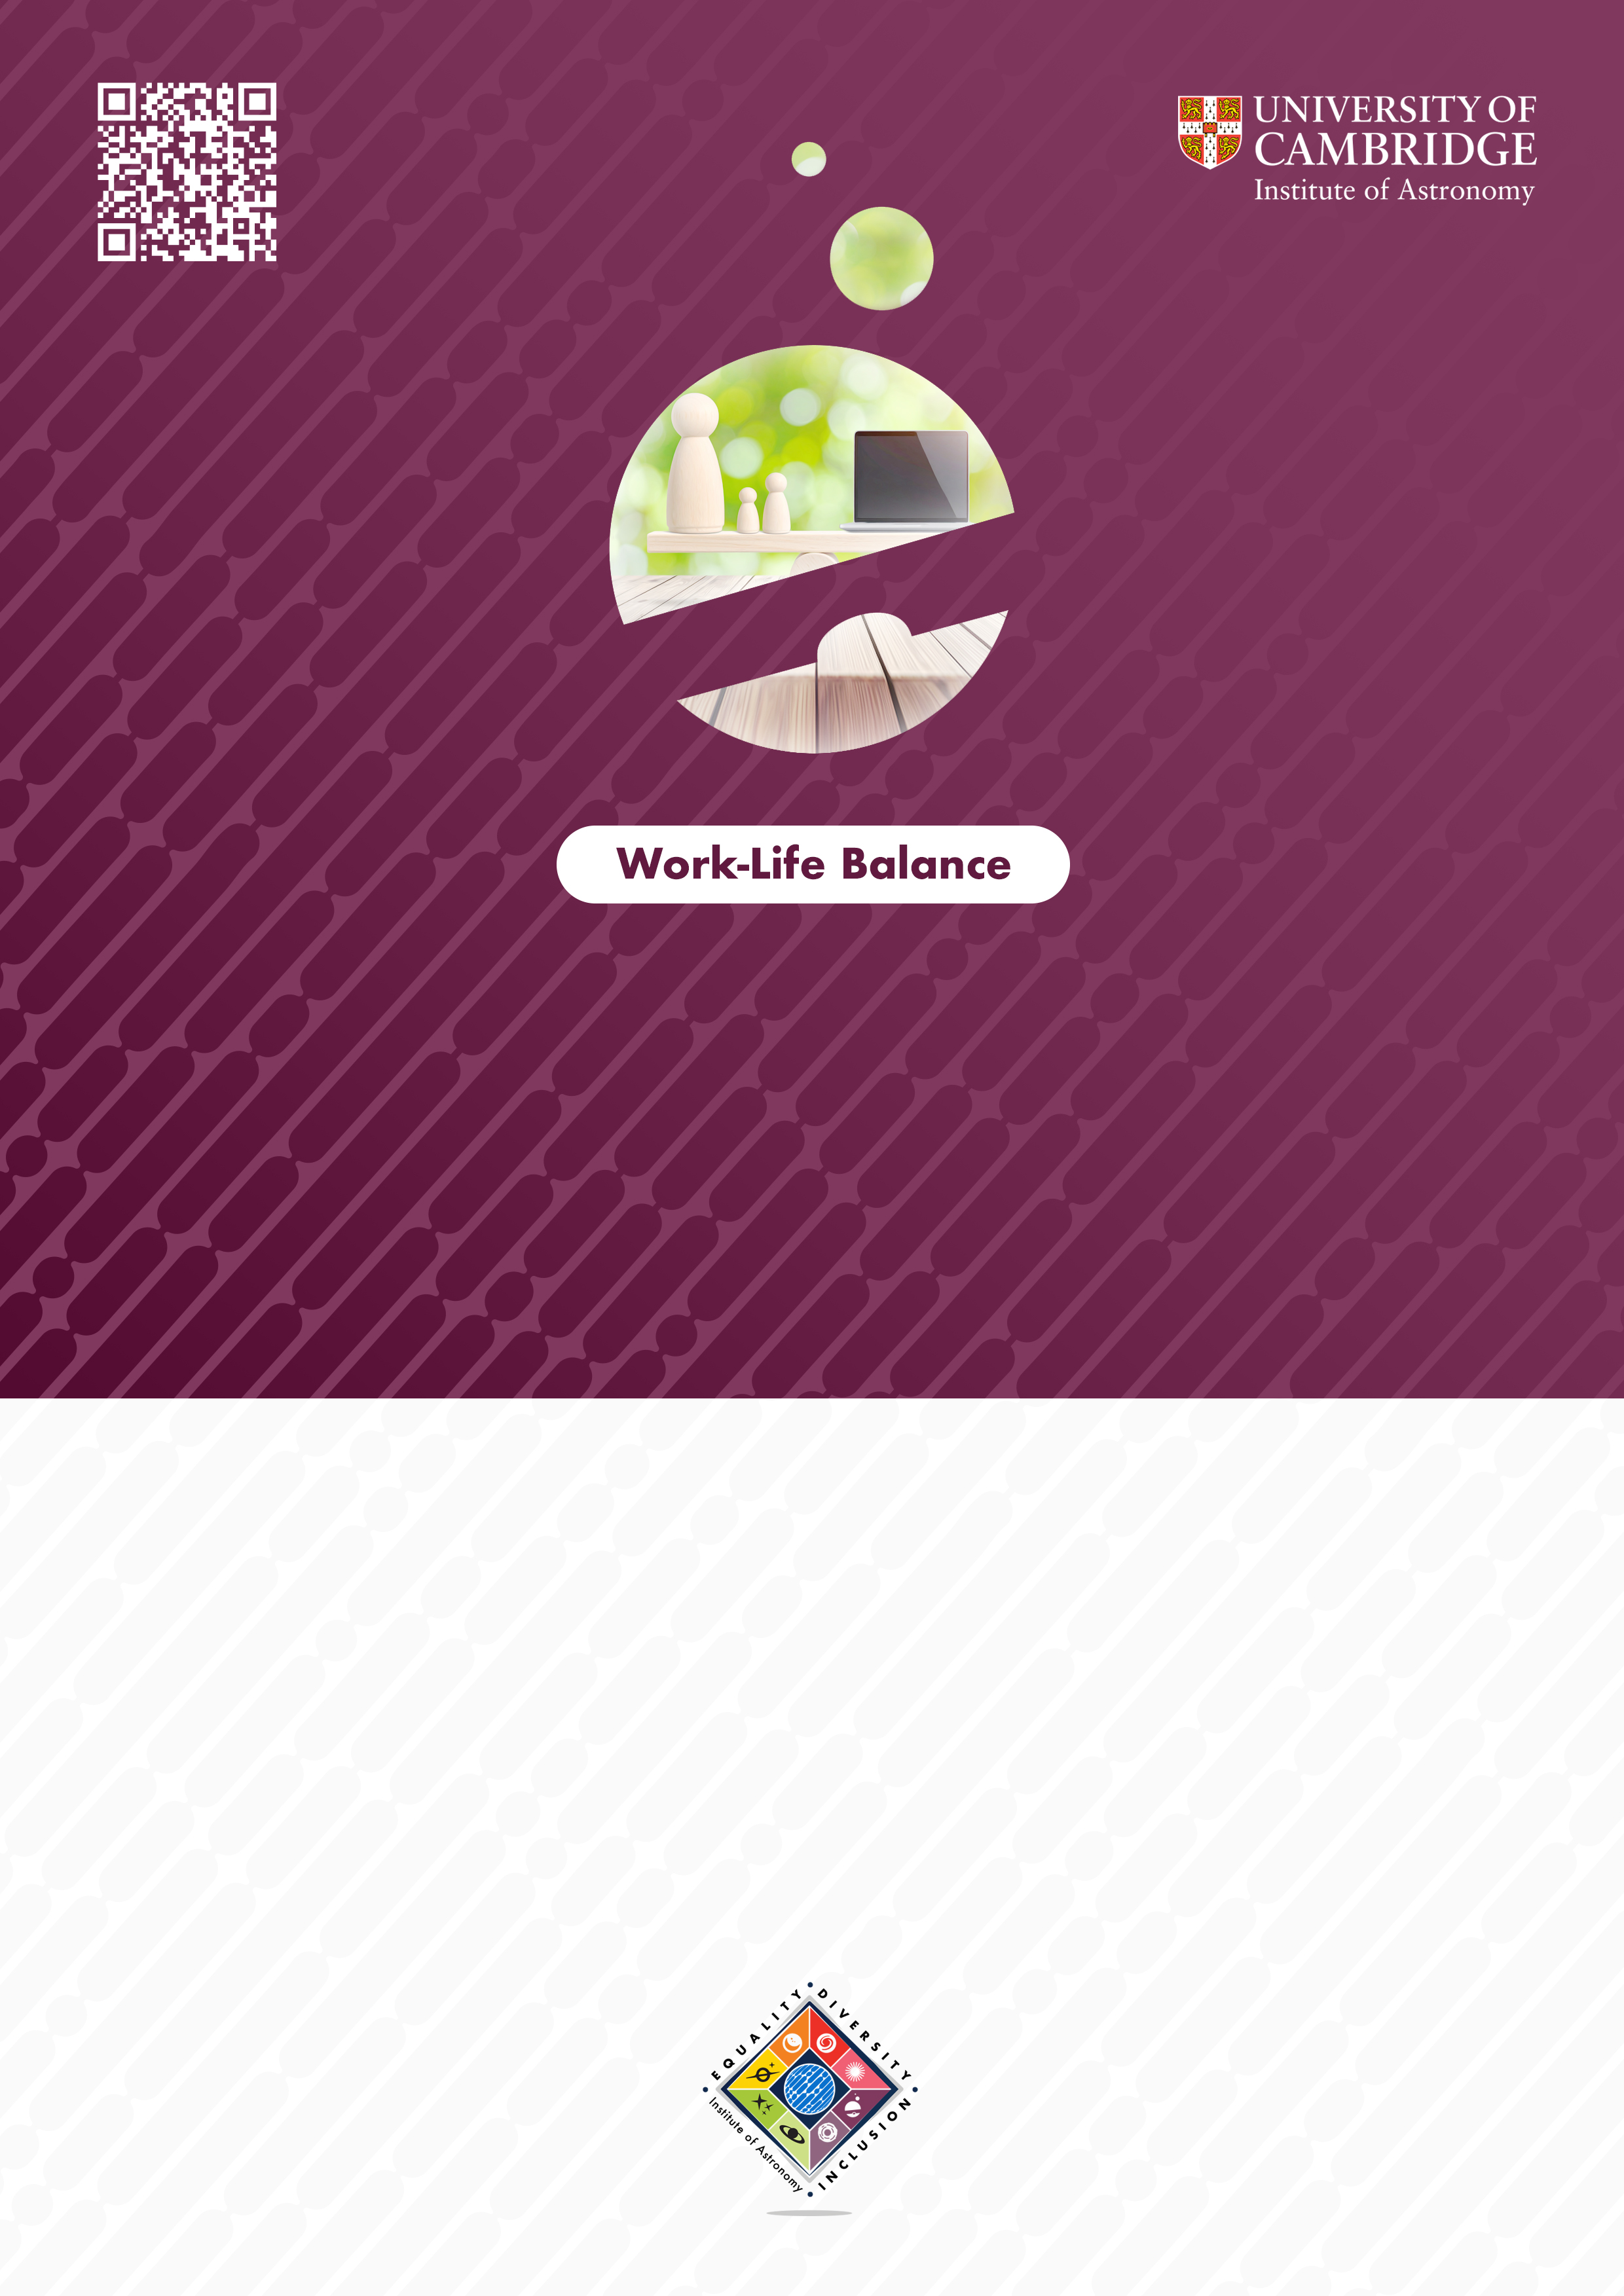 UNIVERSITY OF
CAMBRIDGE
Institute of Astronomy
Work-Life Balance
EQUALITY
DIVERSITY
Institute of Astronomy
INCLUSION